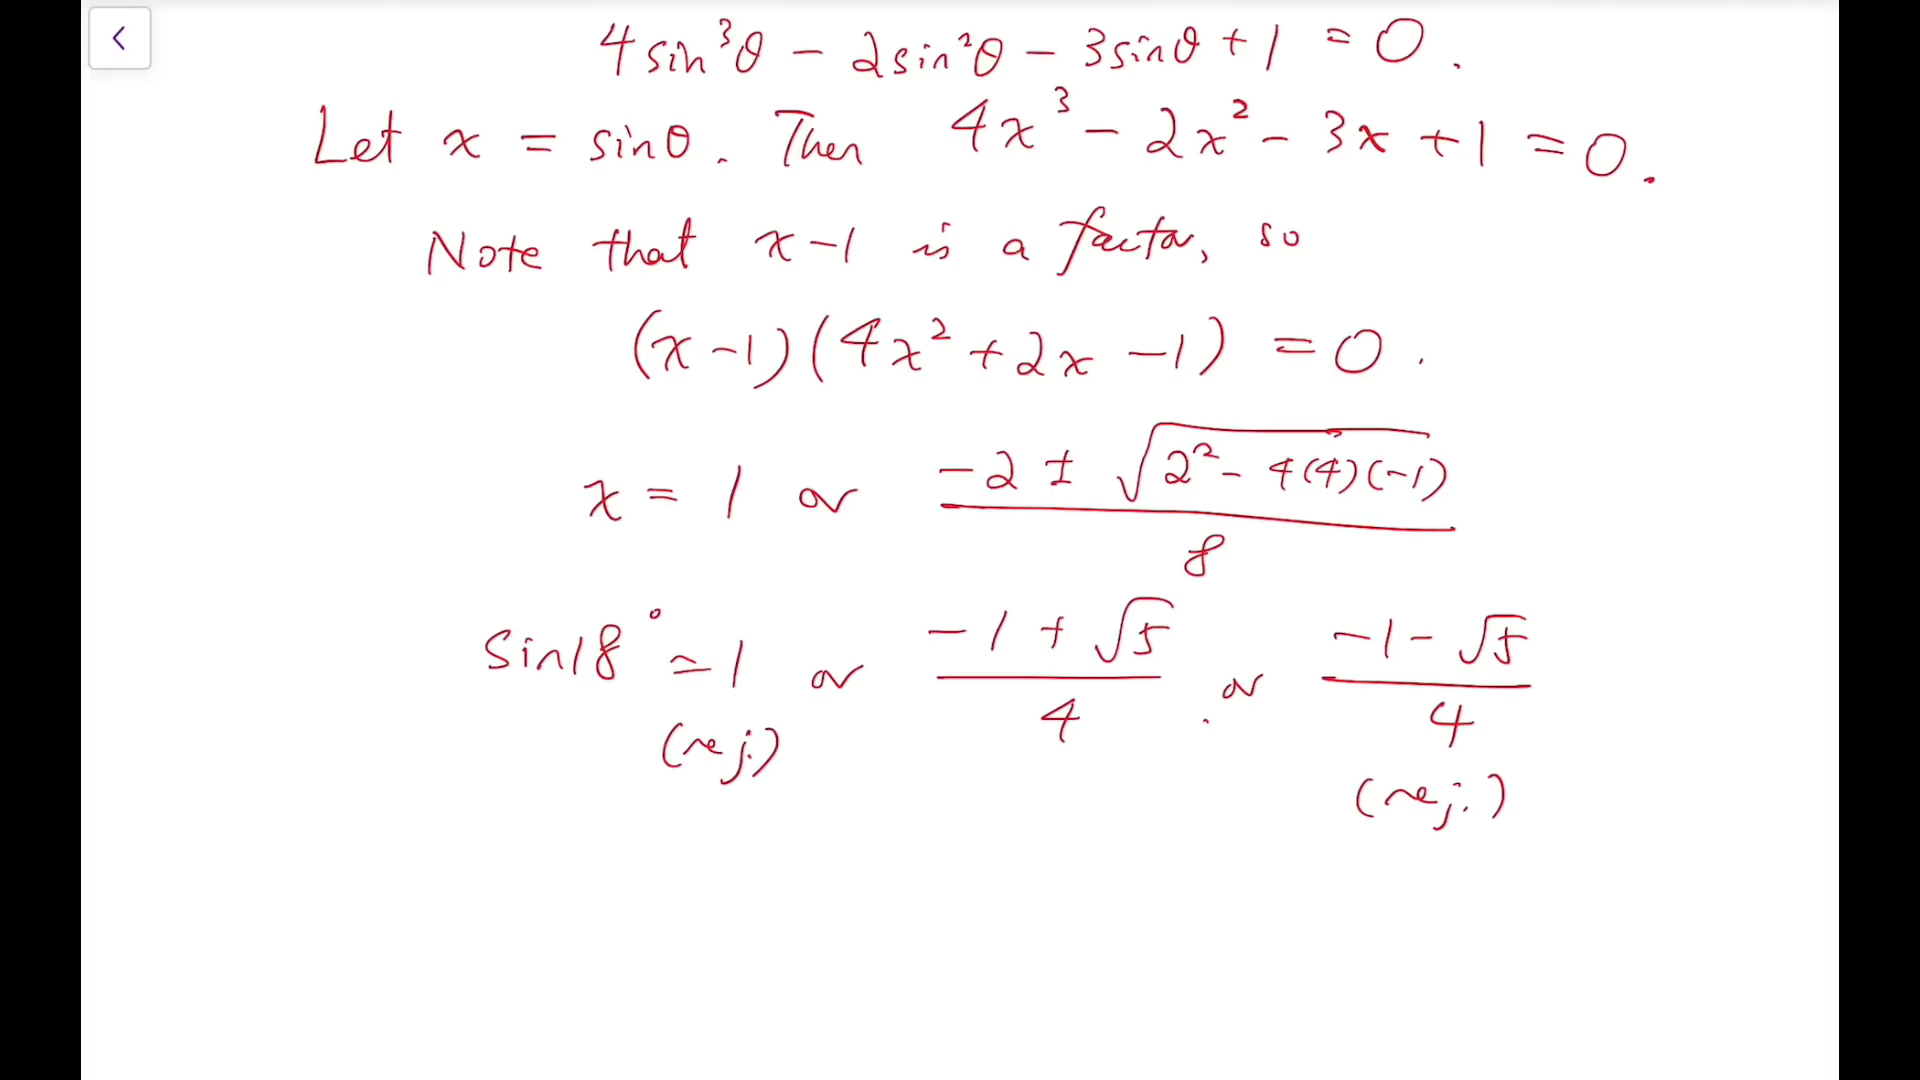 4 sin³θ - 2 sin²θ - 3 sinθ + 1 = 0.
Let x = sinθ. Then 4x³ - 2x² - 3x + 1 = 0.
Note that x-1 is a factor, so
(x-1)(4x² + 2x - 1) = 0.
x = 1 or (-2 ± √(2² - 4(4)(-1)))/8
Sin18° = 1 or (-1 + √5)/4 . or (-1 - √5)/4
(rej.) (rej.)